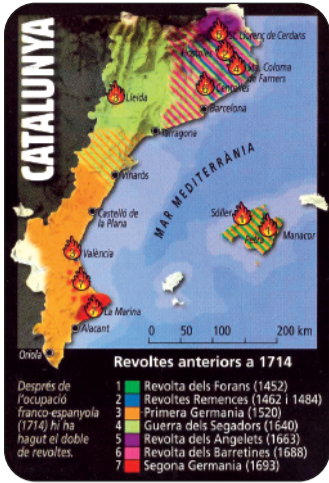 CATALUNYA
St. Llorenç de Cerdans
Sta. Coloma
de Farners
Centelles
Lleida
Barcelona
Tarragona
Vinaròs
MAR MEDITERRÀNIA
Castelló de
la Plana
Sóller
Manacor
València
La Marina
Alacant
Oriola
0 50 100 200 km
Revoltes anteriors a 1714
Després de
l'ocupació
franco-espanyola
(1714) hi ha
hagut el doble
de revoltes.
1 Revolta dels Forans (1452)
2 Revoltes Remences (1462 i 1484)
3 Primera Germania (1520)
4 Guerra dels Segadors (1640)
5 Revolta dels Angelets (1663)
6 Revolta dels Barretines (1688)
7 Segona Germania (1693)